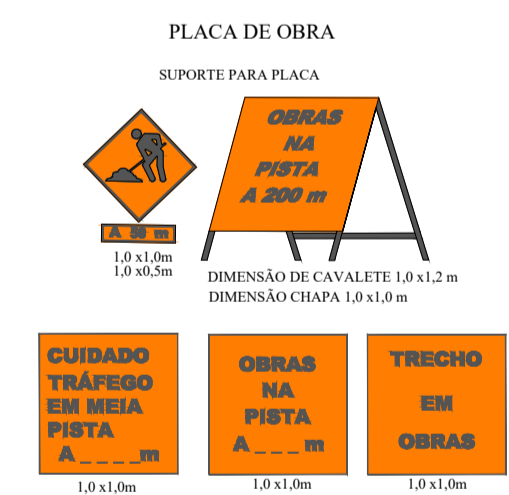 PLACA DE OBRA
SUPORTE PARA PLACA
OBRAS
NA
PISTA
A 200 m
A 50 m
1,0 x1,0m
1,0 x0,5m
DIMENSÃO DE CAVALETE 1,0 x1,2 m
DIMENSÃO CHAPA 1,0 x1,0 m
CUIDADO
TRÁFEGO
EM MEIA
PISTA
A _ _ _ _m
1,0 x1,0m
OBRAS
NA
PISTA
A _ _ _ m
1,0 x1,0m
TRECHO
EM
OBRAS
1,0 x1,0m